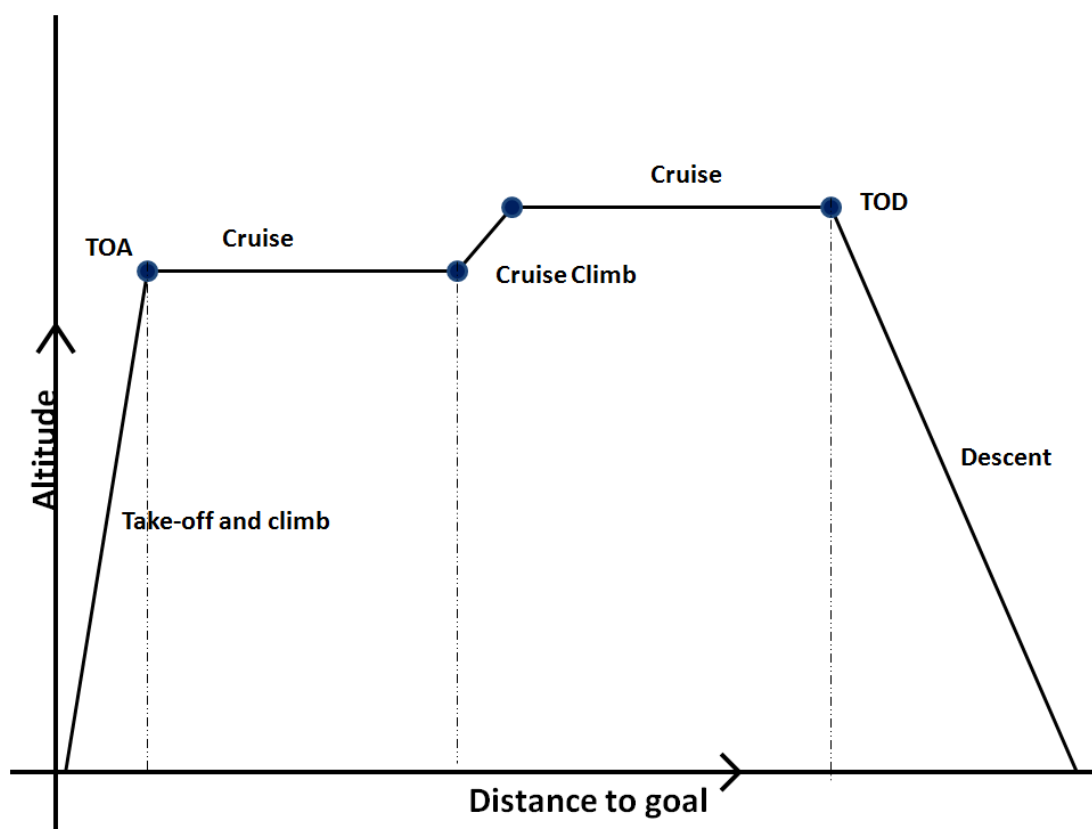 Cruise
TOD
TOA
Cruise
Cruise Climb
Altitude
Descent
Take-off and climb
Distance to goal